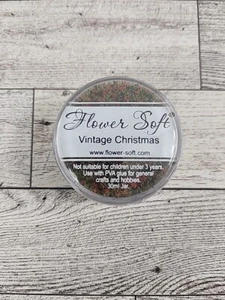 Flower Soft®
Vintage Christmas
www.flower-soft.com
Not suitable for children under 3 years.
Use with PVA glue for general
crafts and hobbies.
30ml Jar.